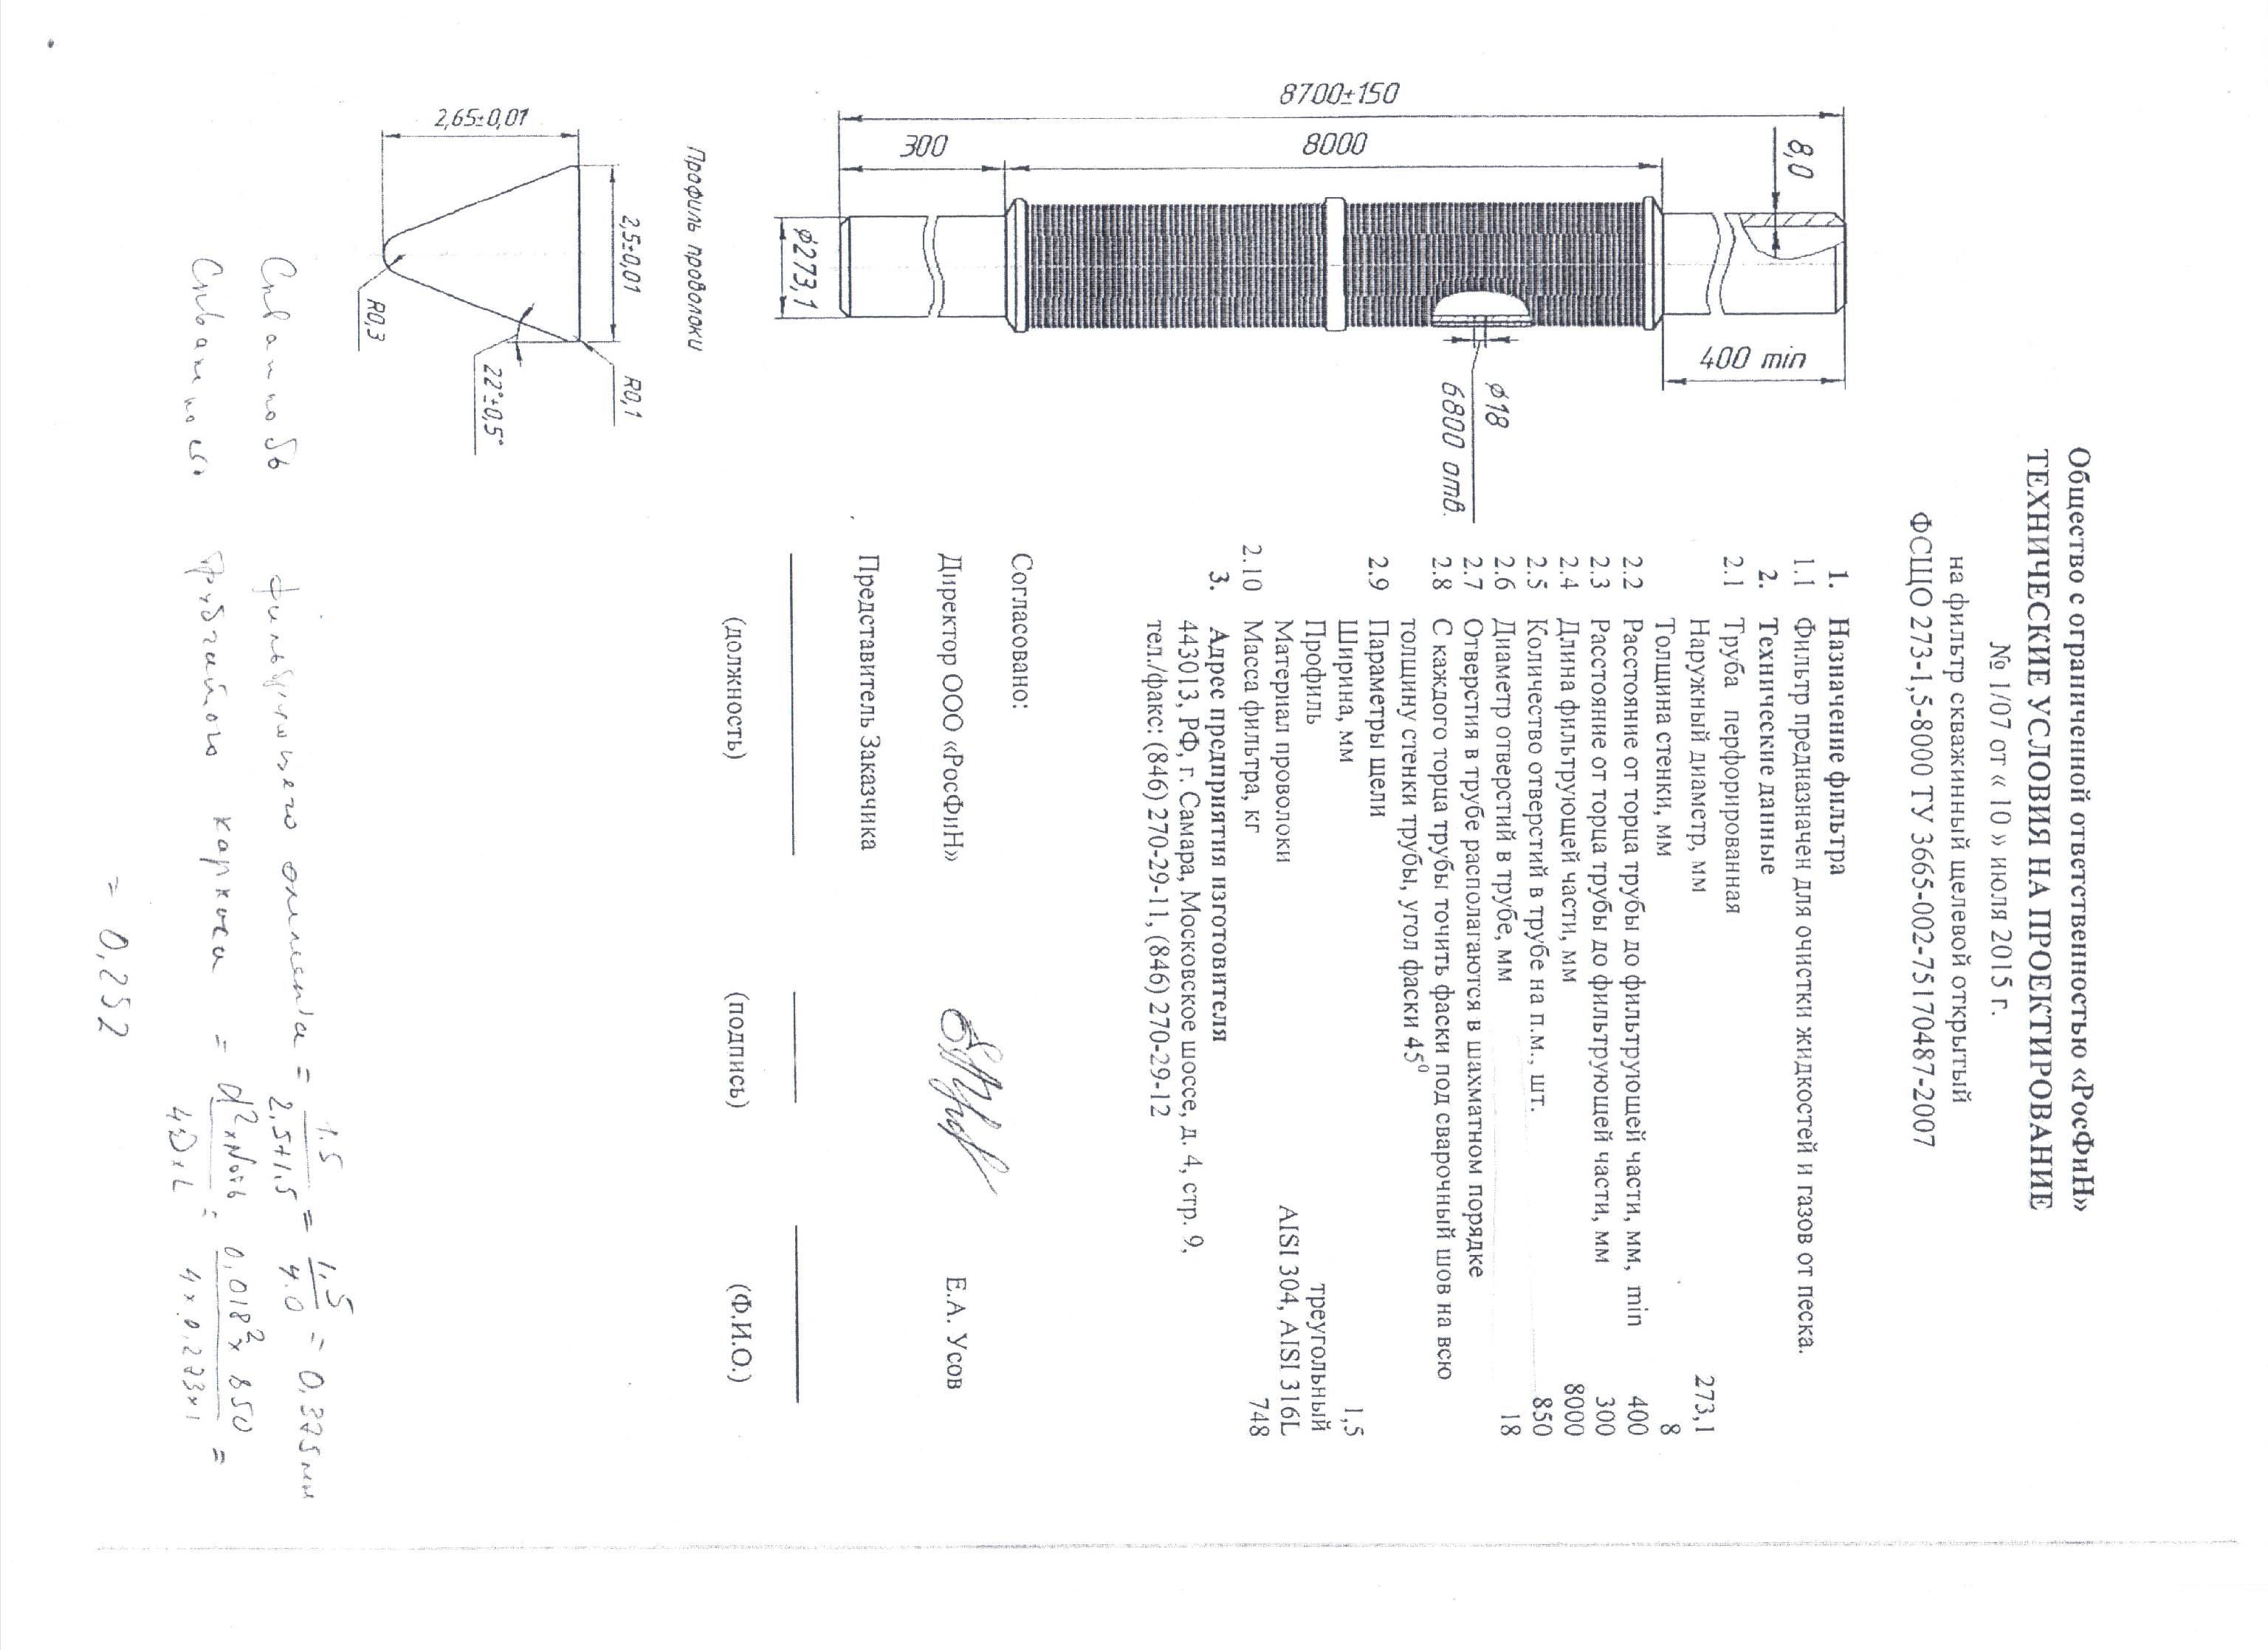 Общество с ограниченной ответственностью «РосФиН»
ТЕХНИЧЕСКИЕ УСЛОВИЯ НА ПРОЕКТИРОВАНИЕ
№ 1/07 от « 10 » июля 2015 г.
на фильтр скважинный щелевой открытый
ФСЩО 273-1,5-8000 ТУ 3665-002-75170487-2007
1. Назначение фильтра
1.1 Фильтр предназначен для очистки жидкостей и газов от песка.
2. Технические данные
2.1 Труба перфорированная
Наружный диаметр, мм 273,1
Толщина стенки, мм 8
2.2 Расстояние от торца трубы до фильтрующей части, мм, min 400
2.3 Расстояние от торца трубы до фильтрующей части, мм 300
2.4 Длина фильтрующей части, мм 8000
2.5 Количество отверстий в трубе на п.м., шт. 850
2.6 Диаметр отверстий в трубе, мм 18
2.7 Отверстия в трубе располагаются в шахматном порядке
2.8 С каждого торца трубы точить фаски под сварочный шов на всю
толщину стенки трубы, угол фаски 45⁰
2.9 Параметры щели
Ширина, мм 1,5
Профиль треугольный
Материал проволоки AISI 304, AISI 316L
2.10 Масса фильтра, кг 748
3. Адрес предприятия изготовителя
443013, РФ, г. Самара, Московское шоссе, д. 4, стр. 9,
тел./факс: (846) 270-29-11, (846) 270-29-12
Согласовано:
Директор ООО «РосФиН» Е.А. Усов
Представитель Заказчика
(должность) (подпись) (Ф.И.О.)
8,0
400 min
8700±150
8000
300
ϕ18
6800 отв.
ϕ273,1
Профиль проволоки
2,5±0,01
R0,1
2,65±0,01
22°±0,5°
R0,3
Скважность фильтрующего элемента = 1.5 / 2,5+1,5 = 1,5 / 4.0 = 0,375 мм
Скважность трубчатого каркаса = d²×Nотв / 4×D×L = 0,018²×850 / 4×0,273×1 =
= 0,252